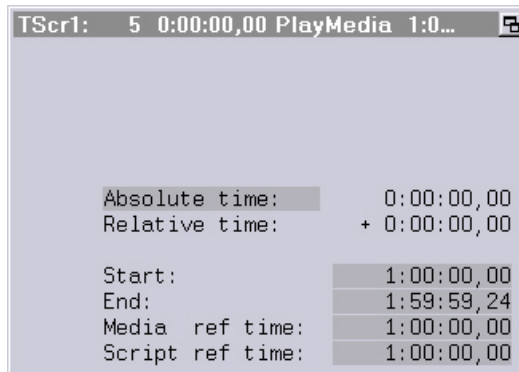 TScr1: 5 0:00:00,00 PlayMedia 1:0...
Absolute time: 0:00:00,00
Relative time: + 0:00:00,00
Start: 1:00:00,00
End: 1:59:59,24
Media ref time: 1:00:00,00
Script ref time: 1:00:00,00